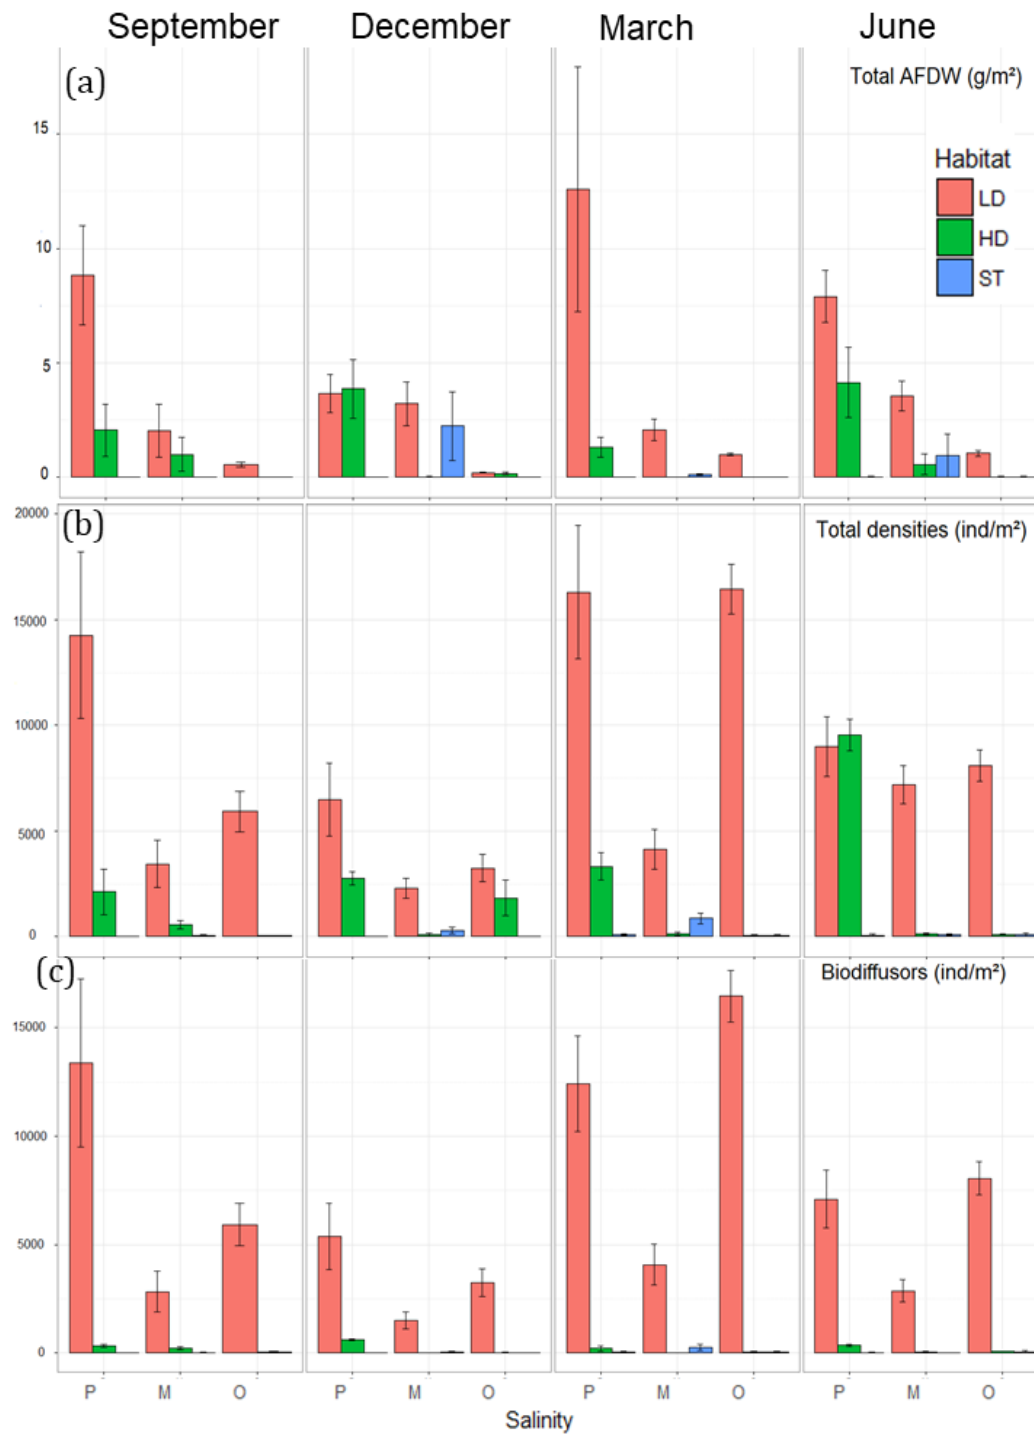 September December March June
(a)
Total AFDW (g/m²)
15
10
5
0
Habitat
LD
HD
ST
(b)
Total densities (ind/m²)
20000
15000
10000
5000
0
(c)
Biodiffusors (ind/m²)
15000
10000
5000
0
P M O P M O P M O P M O
Salinity